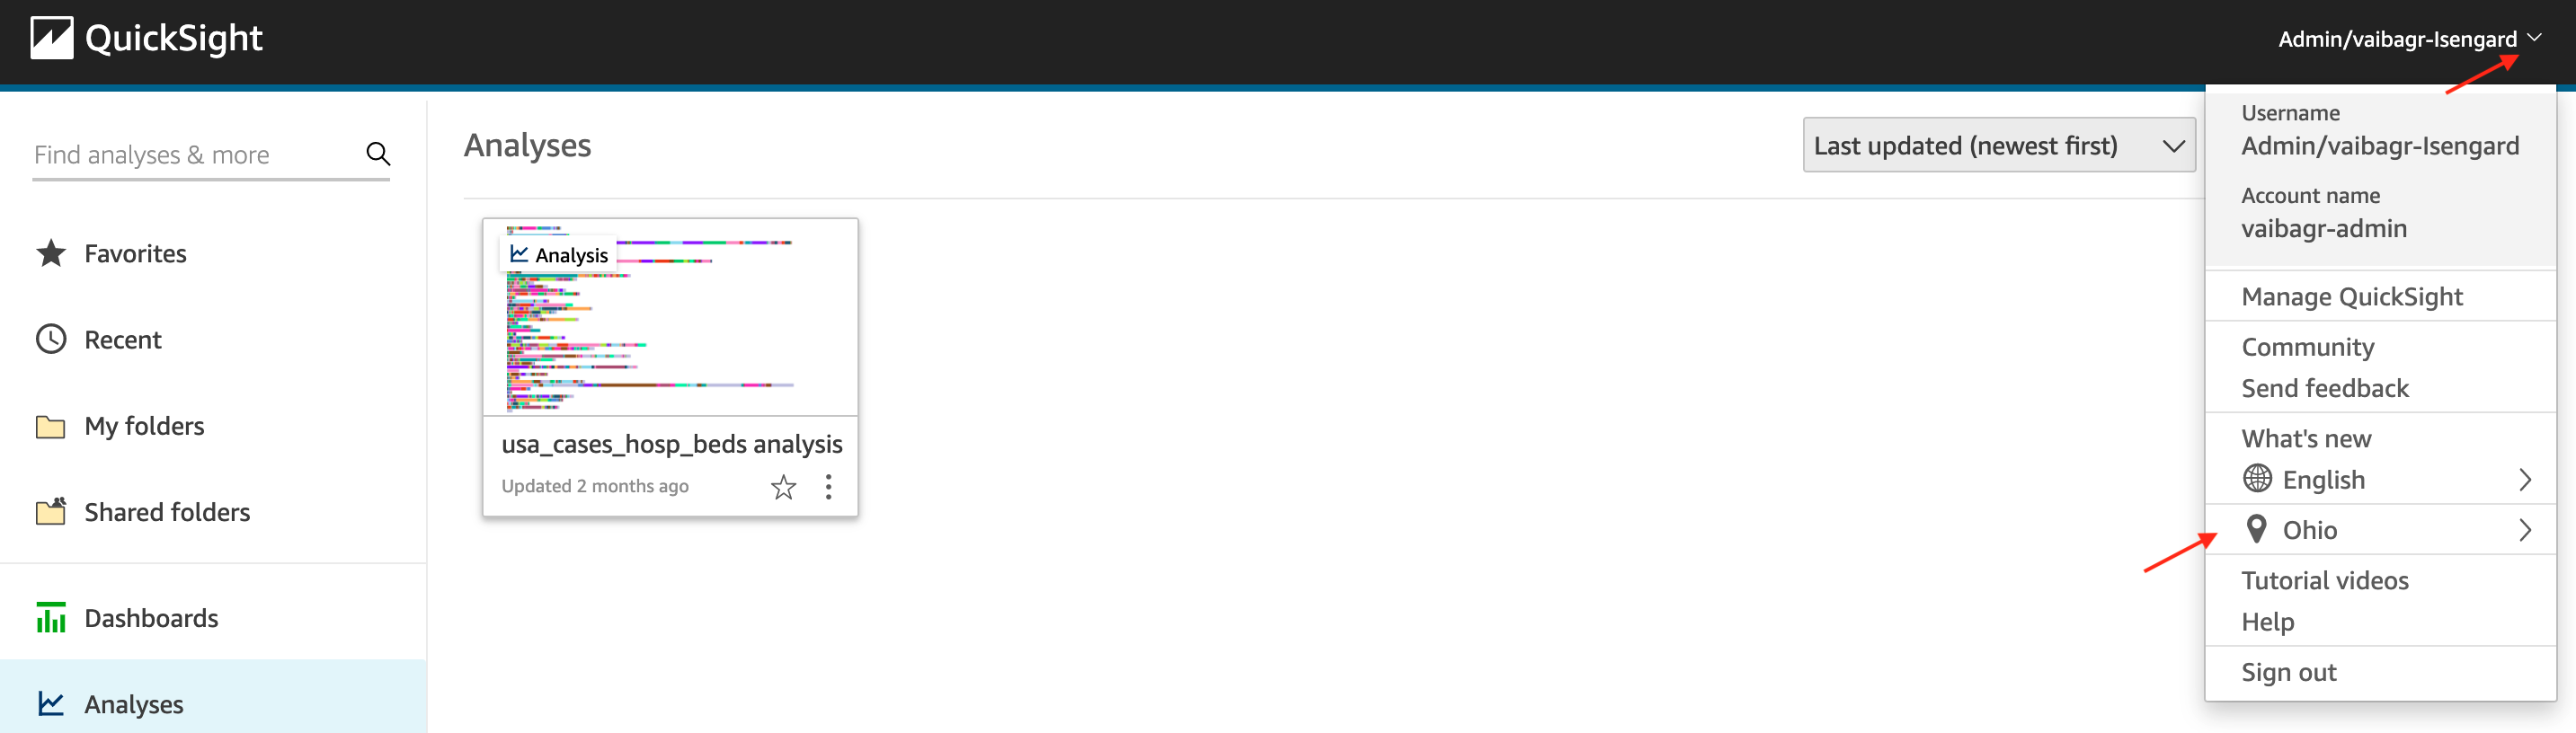 QuickSight
Admin/vaibagr-Isengard
Find analyses & more
Favorites
Recent
My folders
Shared folders
Dashboards
Analyses
Analyses
Last updated (newest first)
Analysis
usa_cases_hosp_beds analysis
Updated 2 months ago
Username
Admin/vaibagr-Isengard
Account name
vaibagr-admin
Manage QuickSight
Community
Send feedback
What's new
English
Ohio
Tutorial videos
Help
Sign out